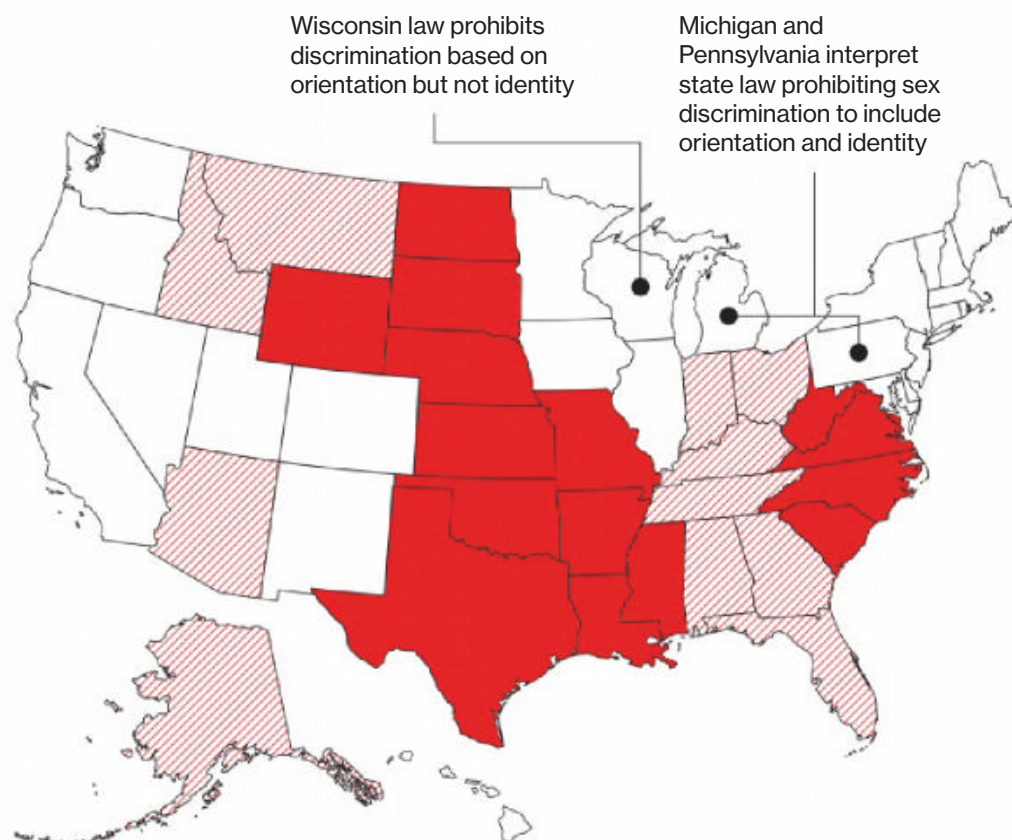 Wisconsin law prohibits
discrimination based on
orientation but not identity
Michigan and
Pennsylvania interpret
state law prohibiting sex
discrimination to include
orientation and identity